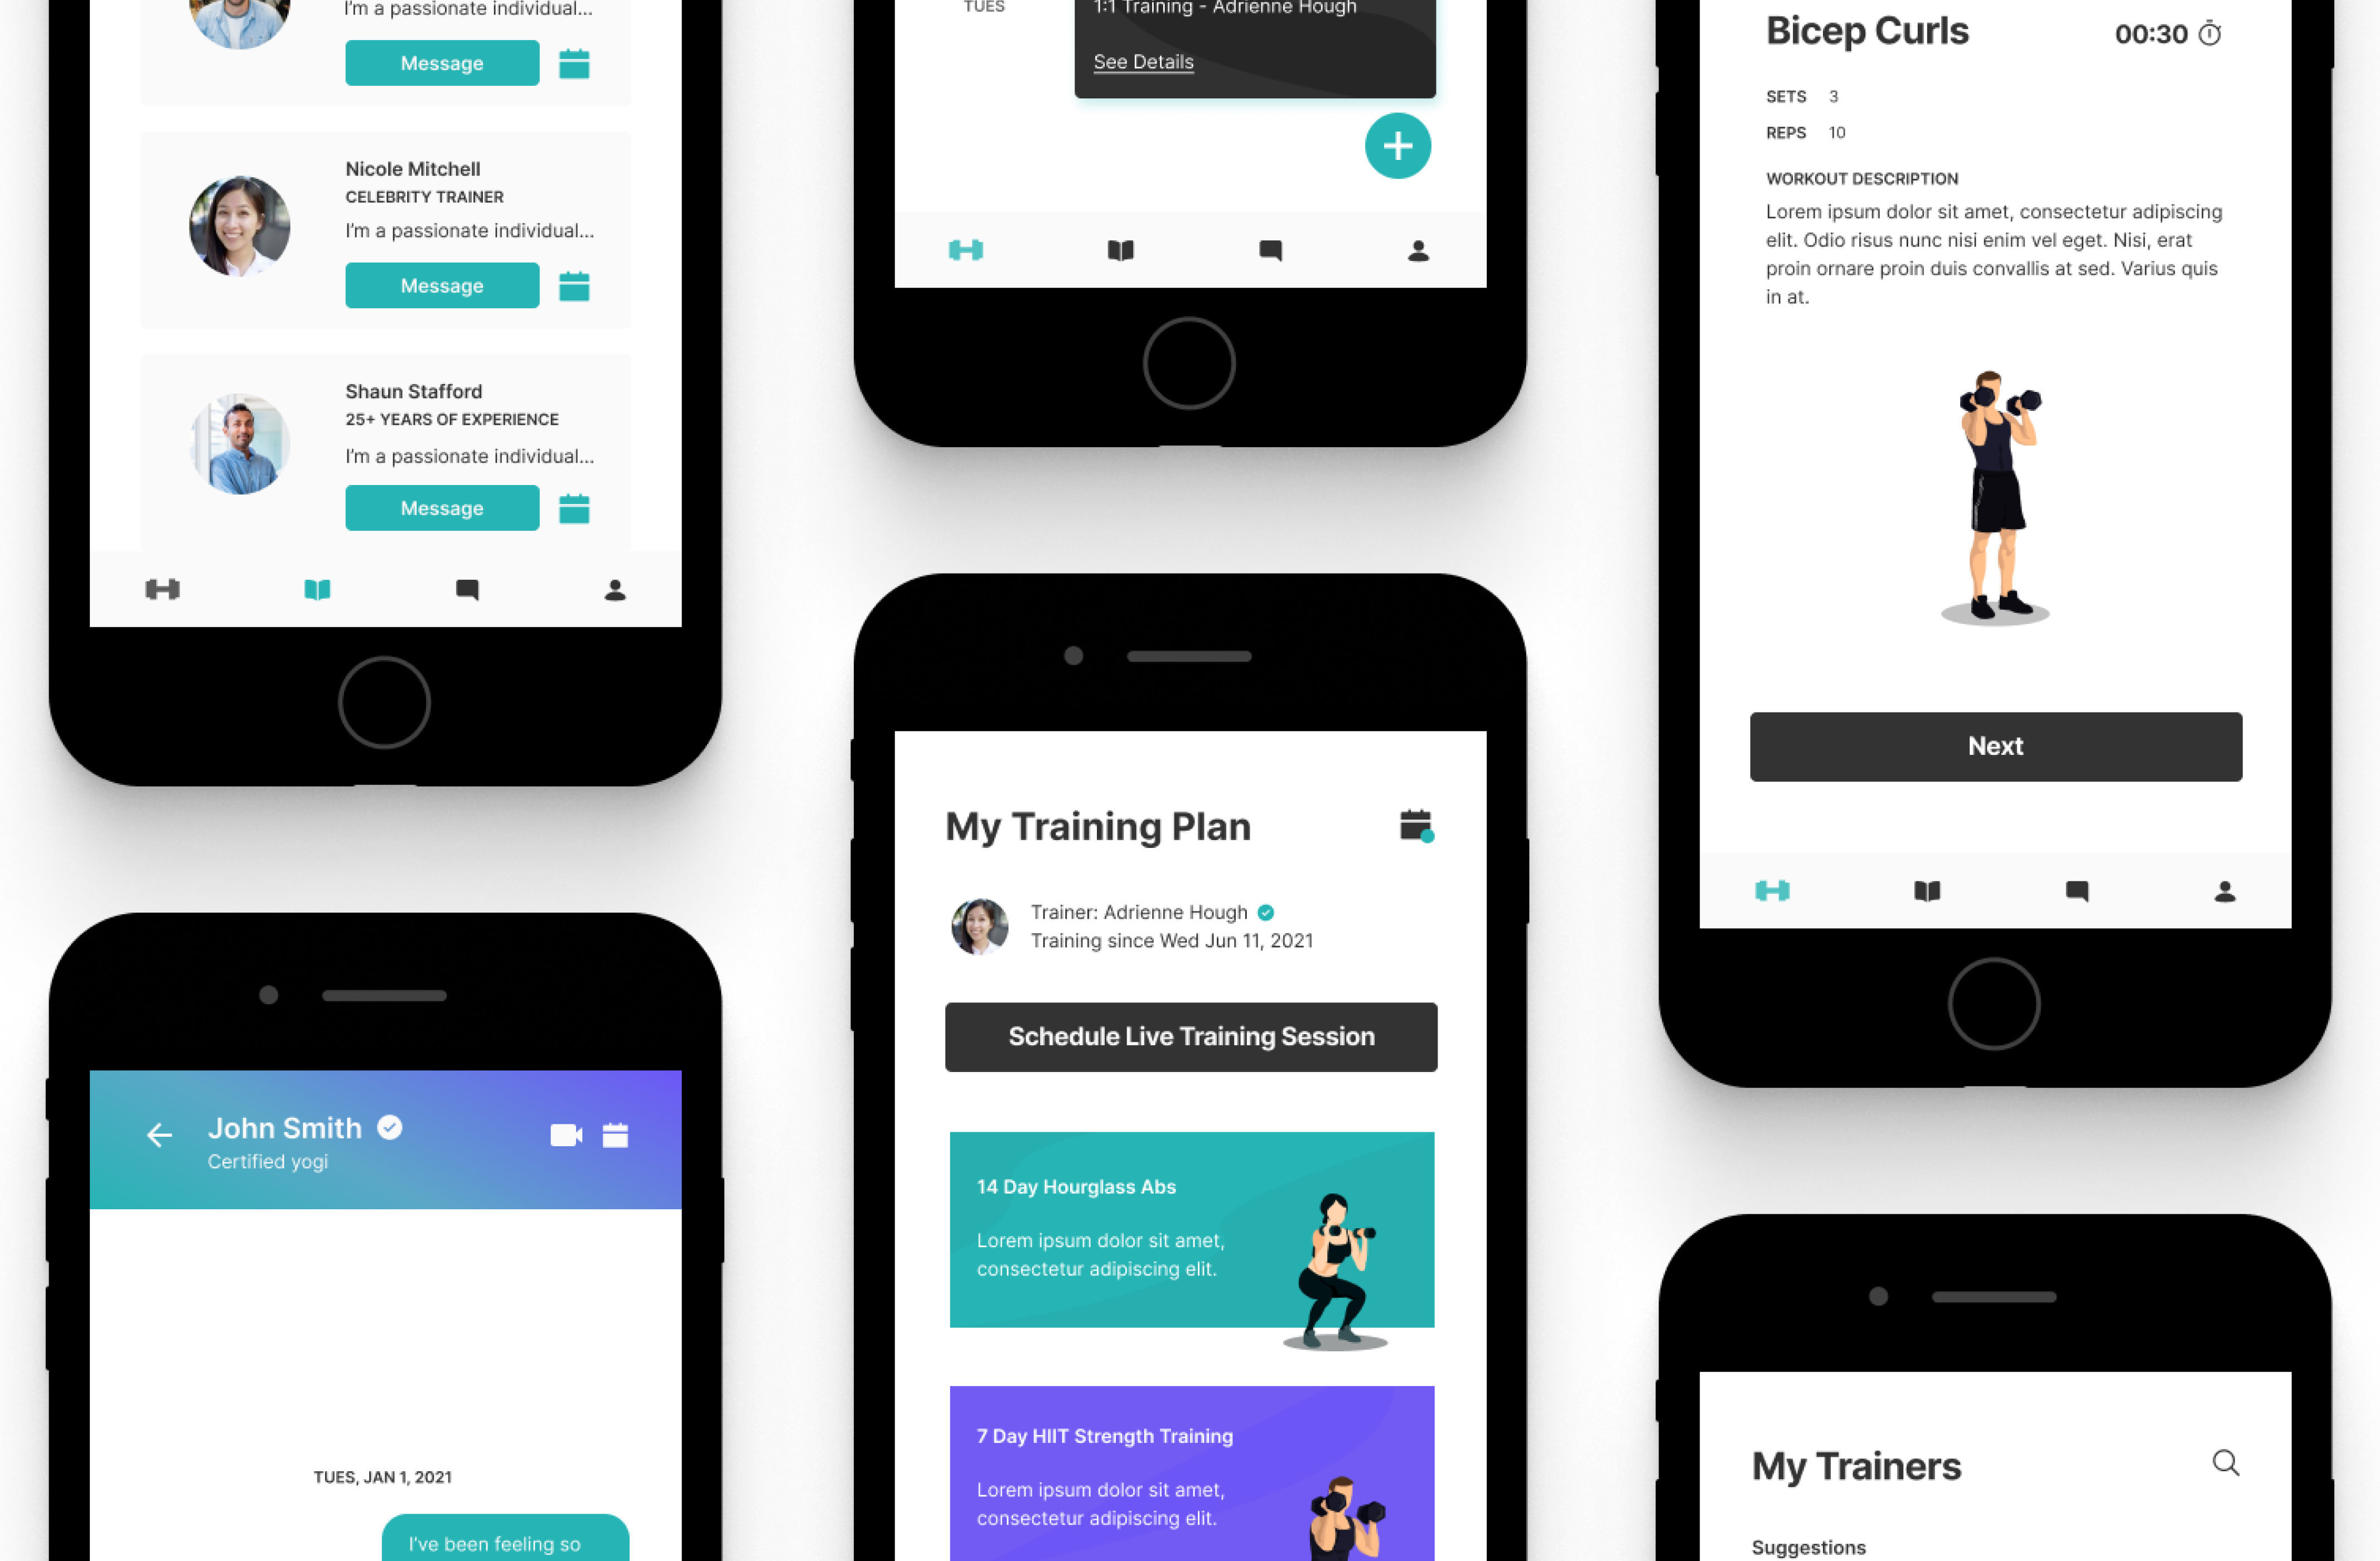 I'm a passionate individual...
Message
Nicole Mitchell
CELEBRITY TRAINER
I'm a passionate individual...
Message
Shaun Stafford
25+ YEARS OF EXPERIENCE
I'm a passionate individual...
Message
John Smith
Certified yogi
TUES, JAN 1, 2021
I've been feeling so
TUES
1:1 Training - Adrienne Hough
See Details
My Training Plan
Trainer: Adrienne Hough
Training since Wed Jun 11, 2021
Schedule Live Training Session
14 Day Hourglass Abs
Lorem ipsum dolor sit amet,
consectetur adipiscing elit.
7 Day HIIT Strength Training
Lorem ipsum dolor sit amet,
consectetur adipiscing elit.
Bicep Curls 00:30
SETS 3
REPS 10
WORKOUT DESCRIPTION
Lorem ipsum dolor sit amet, consectetur adipiscing
elit. Odio risus nunc nisi enim vel eget. Nisi, erat
proin ornare proin duis convallis at sed. Varius quis
in at.
Next
My Trainers
Suggestions